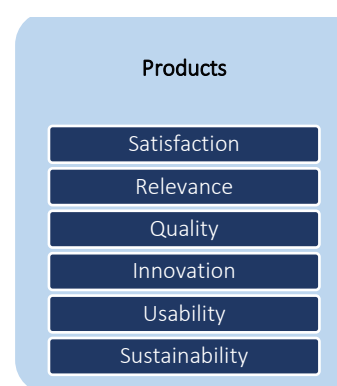 Products
Satisfaction
Relevance
Quality
Innovation
Usability
Sustainability